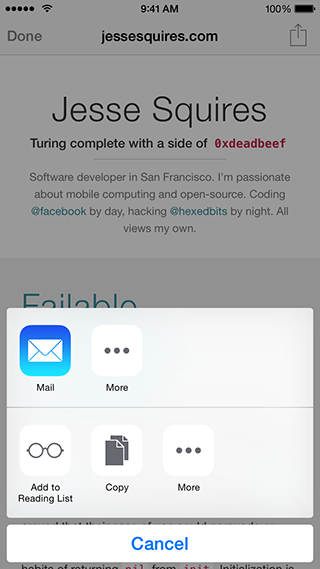 9:41 AM
100%
Done
jessesquires.com
Jesse Squires
Turing complete with a side of 0xdeadbeef
Software developer in San Francisco. I'm passionate
about mobile computing and open-source. Coding
@facebook by day, hacking @hexedbits by night. All
views my own.
Failable
Mail
More
Add to
Reading List
Copy
More
Cancel
habits of returning nil from init. Initialization is